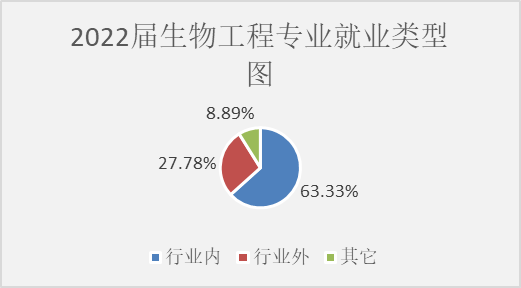 2022届生物工程专业就业类型
图
8.89%
27.78%
63.33%
行业内 行业外 其它